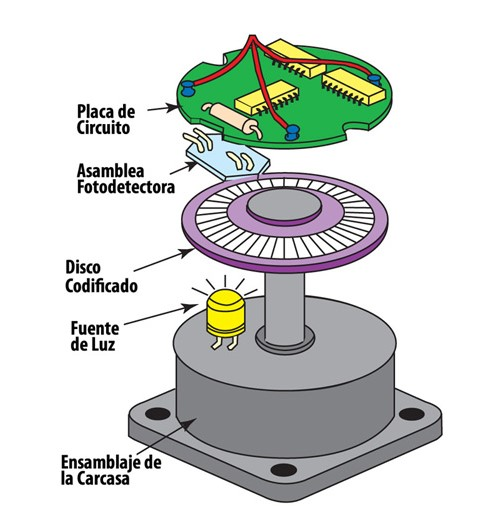 Placa de
Circuito
Asamblea
Fotodetectora
Disco
Codificado
Fuente
de Luz
Ensamblaje de
la Carcasa